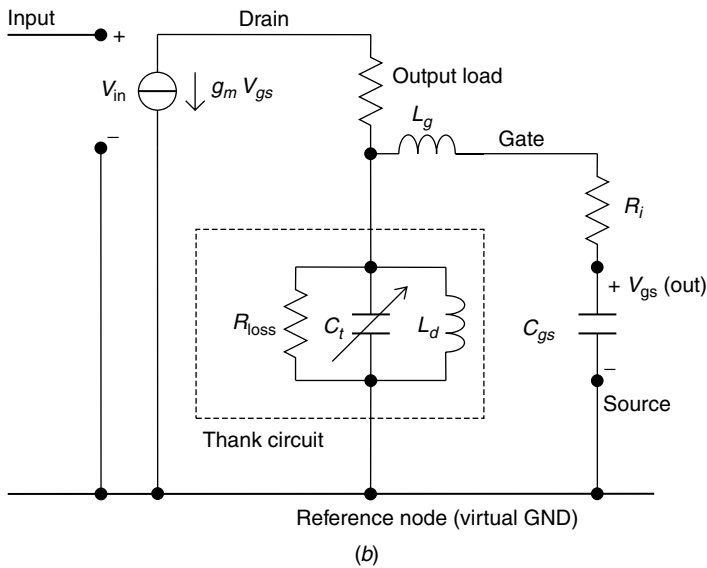 Input
Drain
+
Output load
V_in
g_m V_gs
L_g
Gate
–
R_i
+ V_gs (out)
R_loss
C_t
L_d
C_gs
–
Source
Thank circuit
Reference node (virtual GND)
(b)